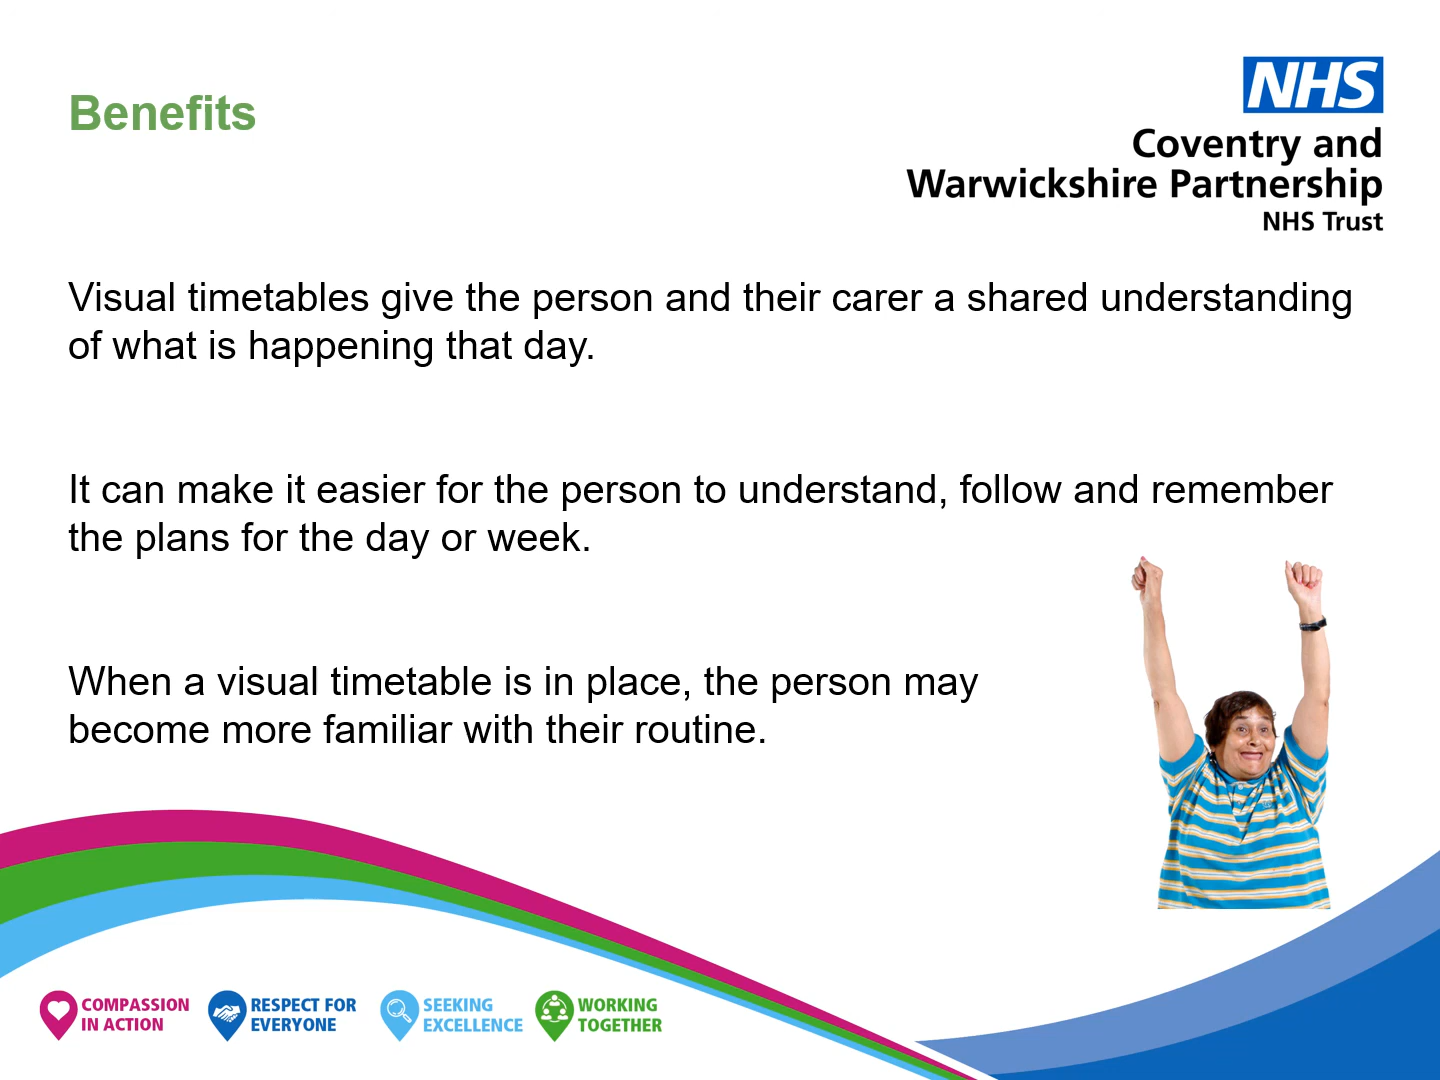 Benefits
NHS
Coventry and
Warwickshire Partnership
NHS Trust
Visual timetables give the person and their carer a shared understanding
of what is happening that day.
It can make it easier for the person to understand, follow and remember
the plans for the day or week.
When a visual timetable is in place, the person may
become more familiar with their routine.
COMPASSION
IN ACTION
RESPECT FOR
EVERYONE
SEEKING
EXCELLENCE
WORKING
TOGETHER